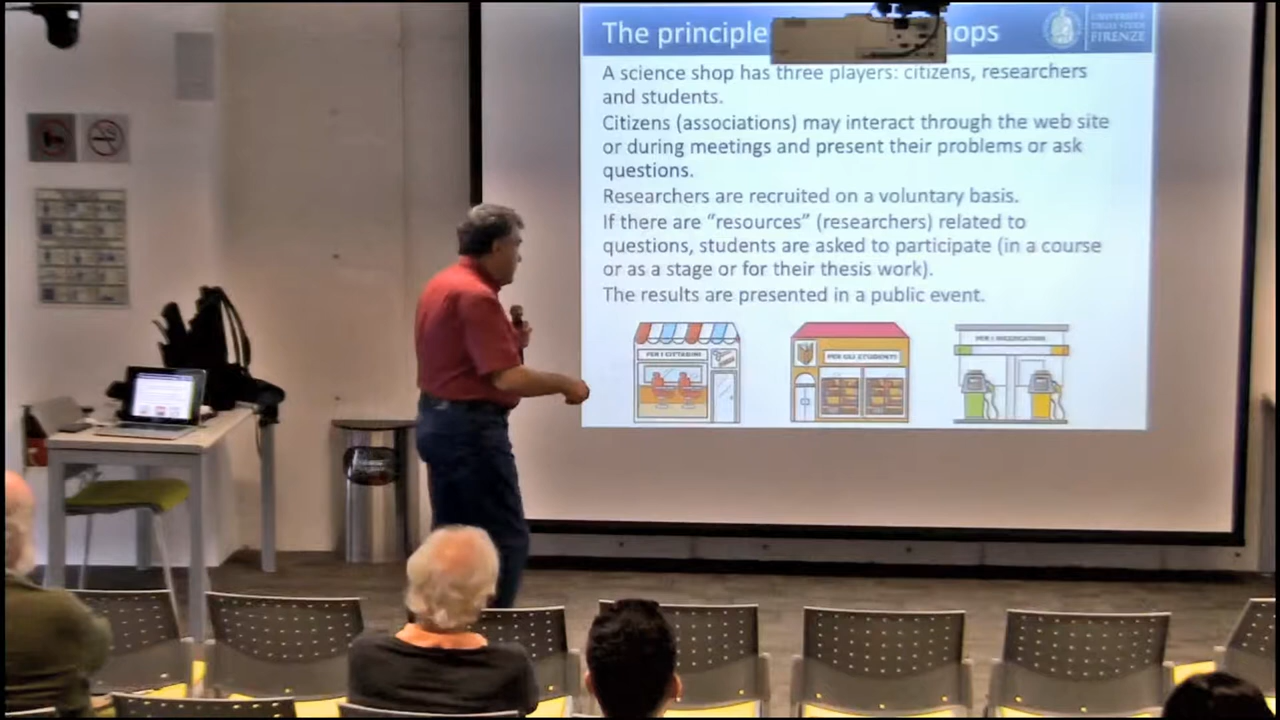 The principle hops
UNIVERSITÀ
DEGLI STUDI
FIRENZE
A science shop has three players: citizens, researchers
and students.
Citizens (associations) may interact through the web site
or during meetings and present their problems or ask
questions.
Researchers are recruited on a voluntary basis.
If there are “resources” (researchers) related to
questions, students are asked to participate (in a course
or as a stage or for their thesis work).
The results are presented in a public event.
PER I CITTADINI
PER GLI STUDENTI
PER I RICERCATORI